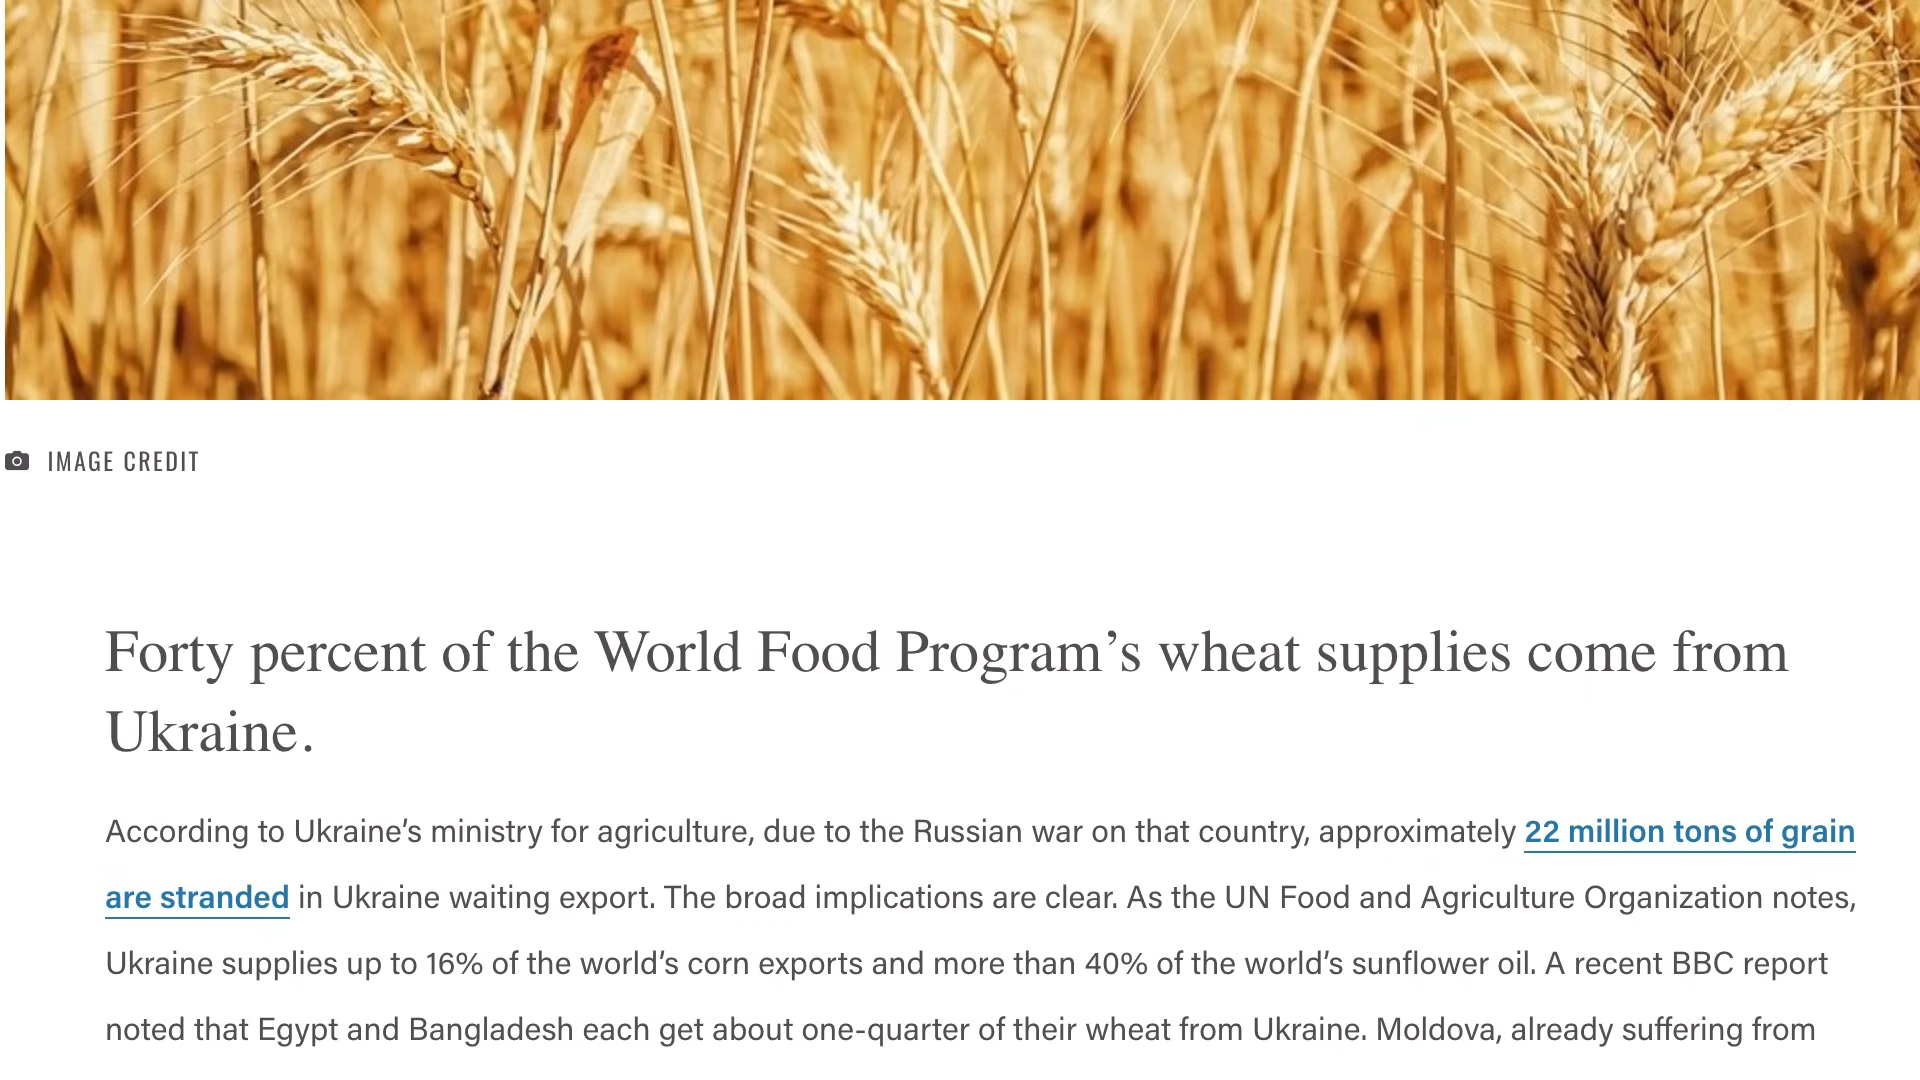 IMAGE CREDIT
Forty percent of the World Food Program’s wheat supplies come from
Ukraine.
According to Ukraine’s ministry for agriculture, due to the Russian war on that country, approximately 22 million tons of grain
are stranded in Ukraine waiting export. The broad implications are clear. As the UN Food and Agriculture Organization notes,
Ukraine supplies up to 16% of the world’s corn exports and more than 40% of the world’s sunflower oil. A recent BBC report
noted that Egypt and Bangladesh each get about one-quarter of their wheat from Ukraine. Moldova, already suffering from